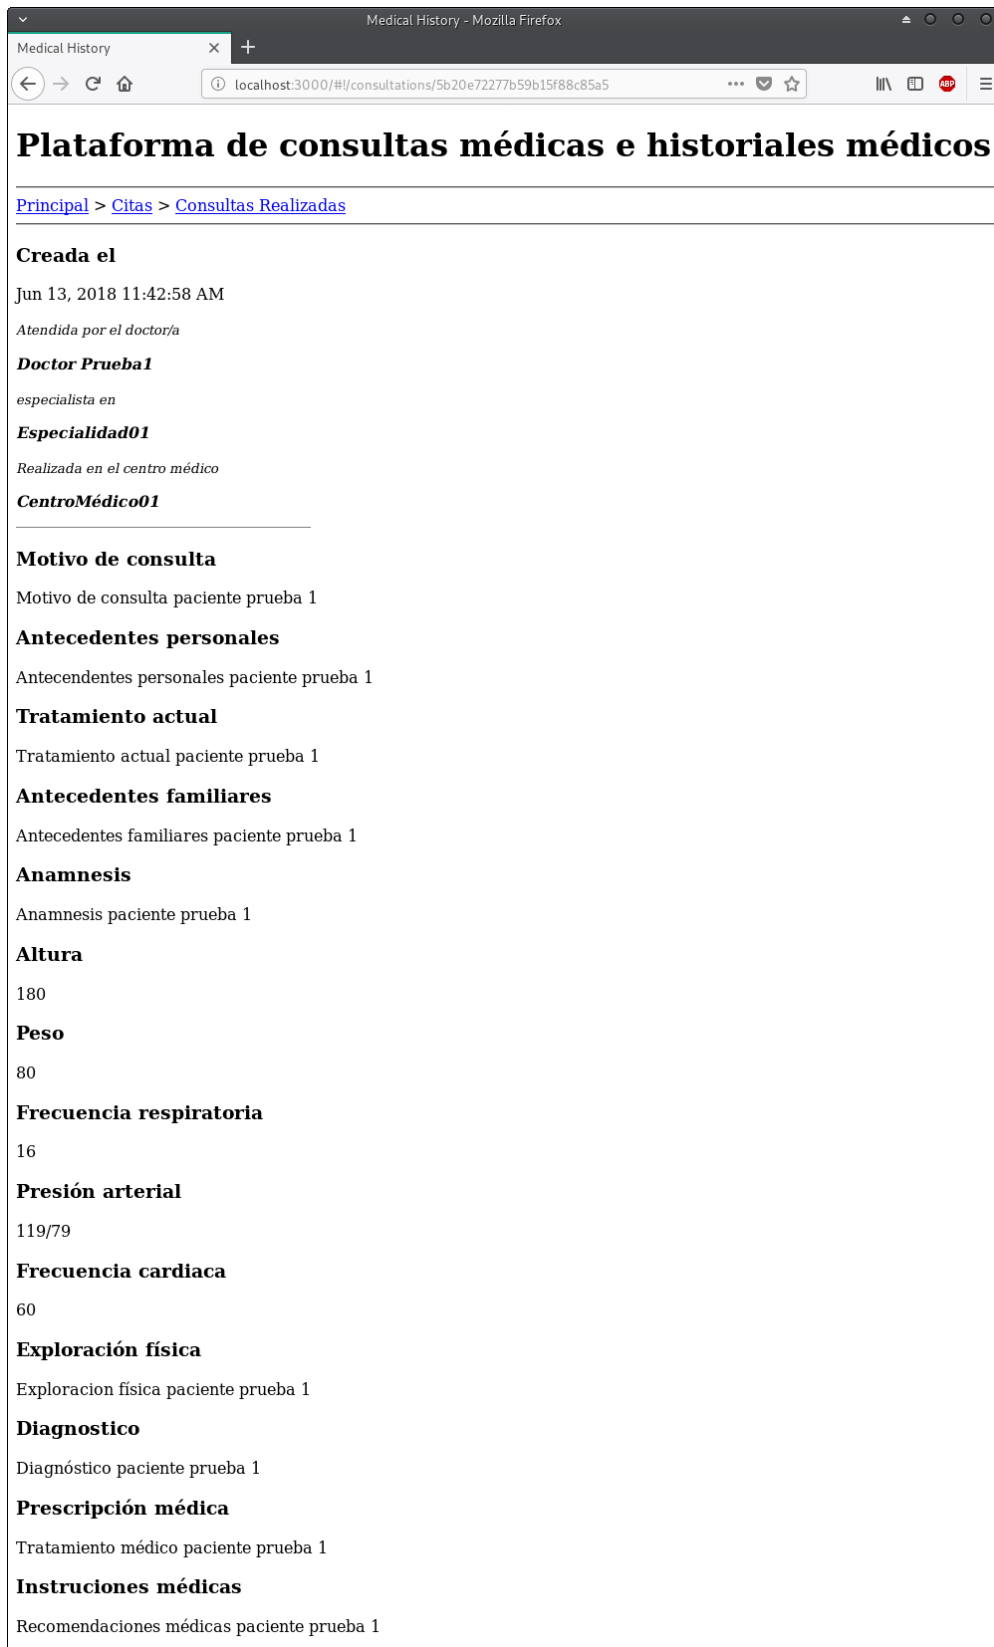 Medical History - Mozilla Firefox
Medical History
localhost:3000/#!/consultations/5b20e72277b59b15f88c85a5
ABP
Plataforma de consultas médicas e historiales médicos
Principal > Citas > Consultas Realizadas
Creada el
Jun 13, 2018 11:42:58 AM
Atendida por el doctor/a
Doctor Prueba1
especialista en
Especialidad01
Realizada en el centro médico
CentroMédico01
Motivo de consulta
Motivo de consulta paciente prueba 1
Antecedentes personales
Antecendentes personales paciente prueba 1
Tratamiento actual
Tratamiento actual paciente prueba 1
Antecedentes familiares
Antecedentes familiares paciente prueba 1
Anamnesis
Anamnesis paciente prueba 1
Altura
180
Peso
80
Frecuencia respiratoria
16
Presión arterial
119/79
Frecuencia cardiaca
60
Exploración física
Exploracion física paciente prueba 1
Diagnostico
Diagnóstico paciente prueba 1
Prescripción médica
Tratamiento médico paciente prueba 1
Instruciones médicas
Recomendaciones médicas paciente prueba 1